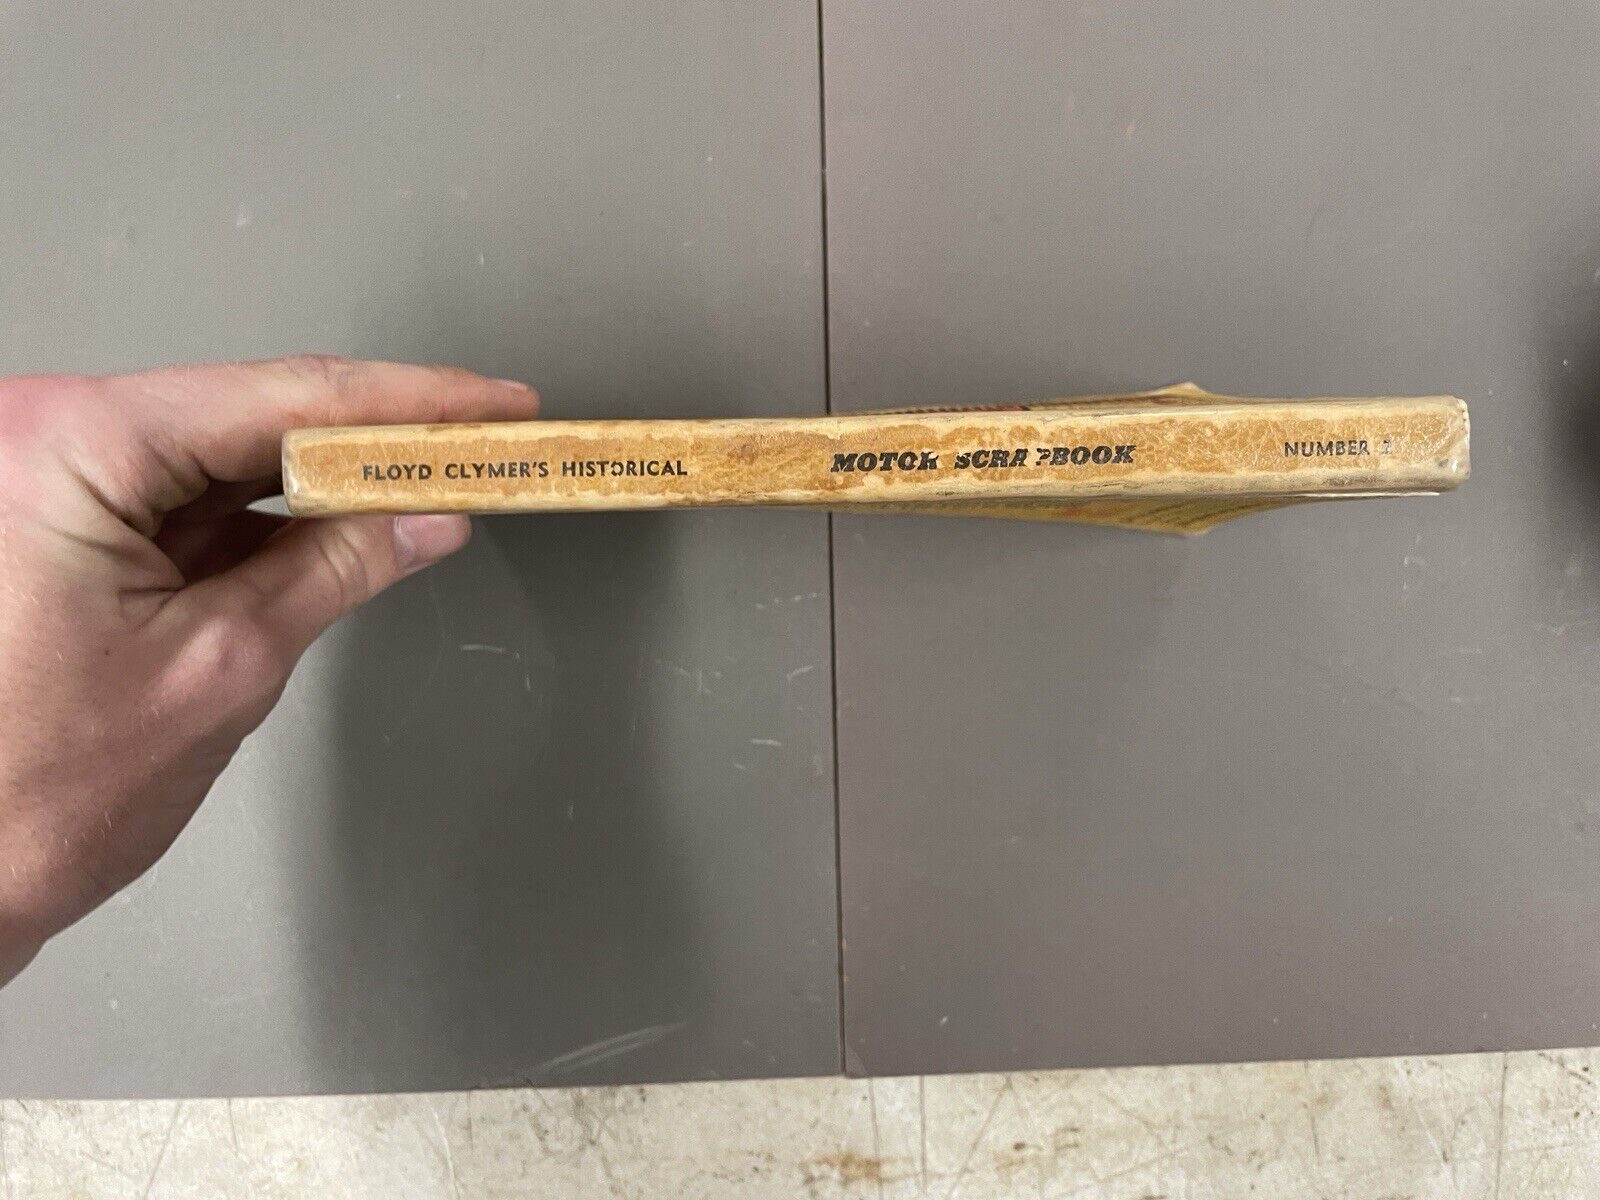 FLOYD CLYMER'S HISTORICAL MOTOR SCRAPBOOK NUMBER